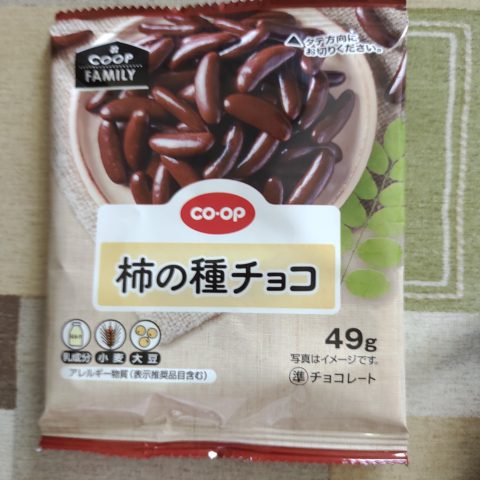 CO・OP
FAMILY
タテ方向に
お切りください。
CO・OP
柿の種チョコ
乳成分 小麦 大豆
アレルギー物質（表示推奨品目含む）
49g
写真はイメージです。
準 チョコレート